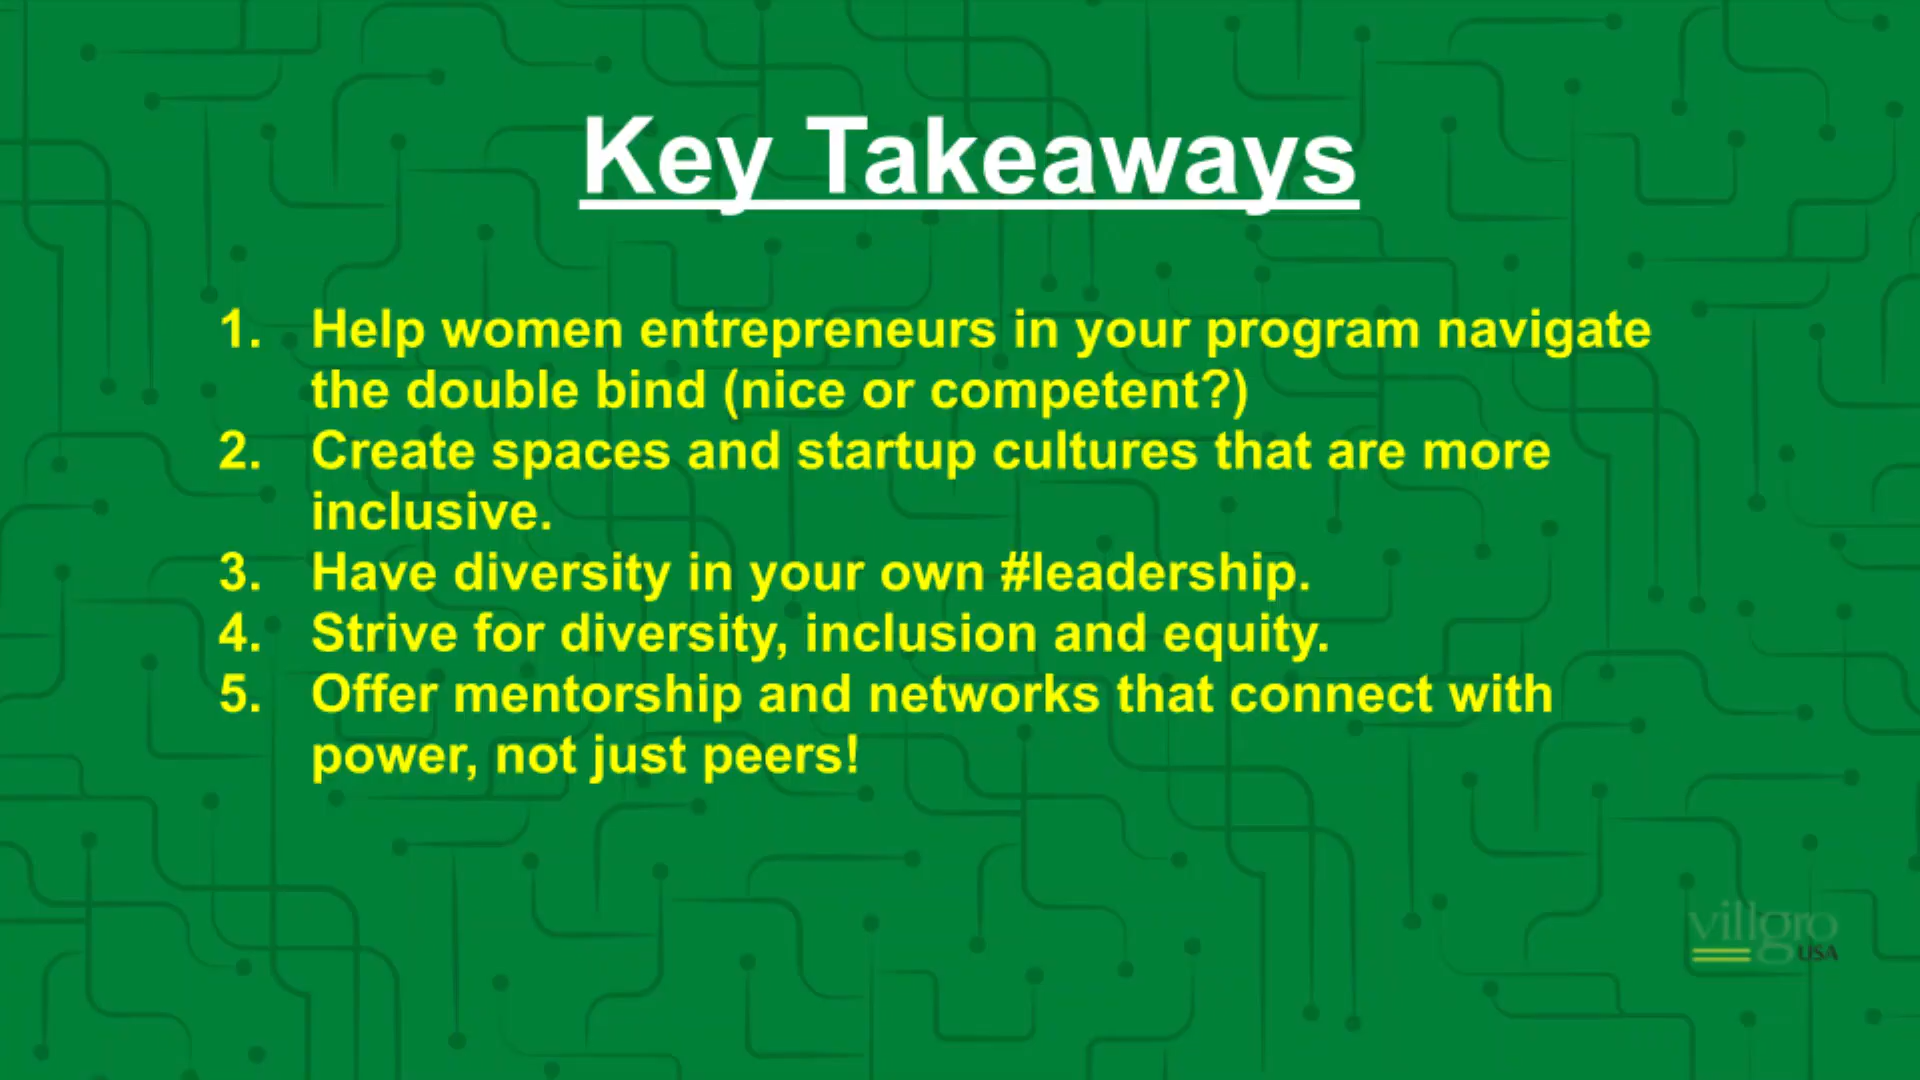 Key Takeaways
1. Help women entrepreneurs in your program navigate
the double bind (nice or competent?)
2. Create spaces and startup cultures that are more
inclusive.
3. Have diversity in your own #leadership.
4. Strive for diversity, inclusion and equity.
5. Offer mentorship and networks that connect with
power, not just peers!
villgro
USA